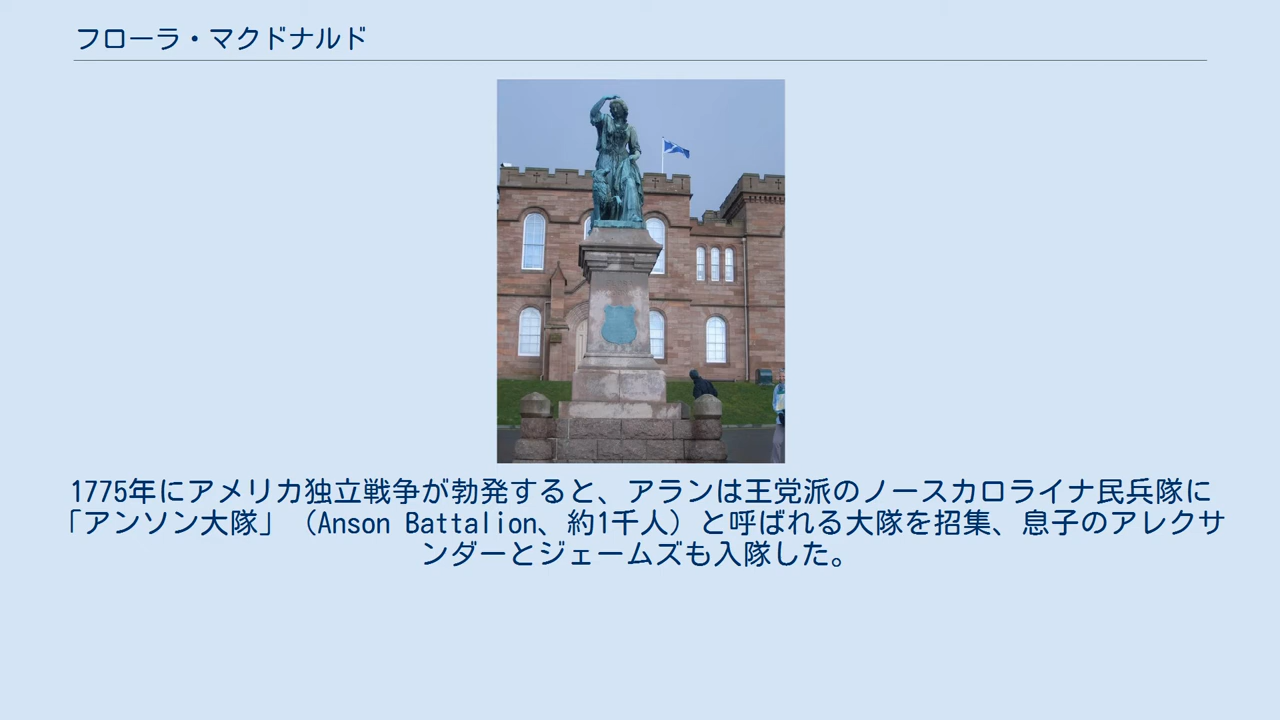 フローラ・マクドナルド
1775年にアメリカ独立戦争が勃発すると、アランは王党派のノースカロライナ民兵隊に
「アンソン大隊」（Anson Battalion、約1千人）と呼ばれる大隊を招集、息子のアレクサ
ンダーとジェームズも入隊した。